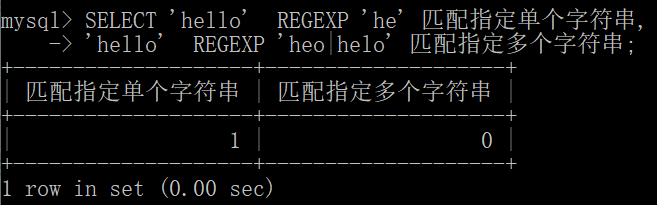 mysql> SELECT 'hello'  REGEXP 'he' 匹配指定单个字符串,
    -> 'hello'  REGEXP 'heo|helo' 匹配指定多个字符串;
+--------------------+--------------------+
| 匹配指定单个字符串 | 匹配指定多个字符串 |
+--------------------+--------------------+
|                  1 |                  0 |
+--------------------+--------------------+
1 row in set (0.00 sec)